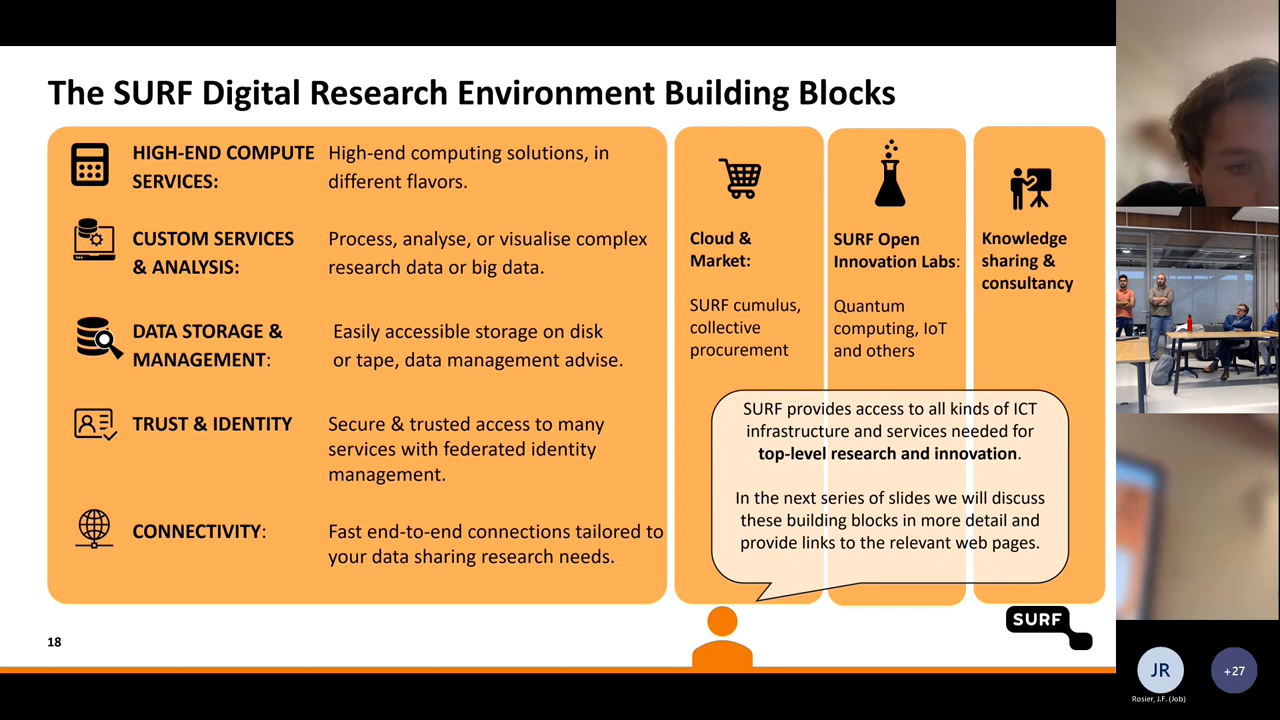 The SURF Digital Research Environment Building Blocks
HIGH-END COMPUTE
SERVICES:
High-end computing solutions, in
different flavors.
CUSTOM SERVICES
& ANALYSIS:
Process, analyse, or visualise complex
research data or big data.
DATA STORAGE &
MANAGEMENT:
Easily accessible storage on disk
or tape, data management advise.
TRUST & IDENTITY
Secure & trusted access to many
services with federated identity
management.
CONNECTIVITY:
Fast end-to-end connections tailored to
your data sharing research needs.
Cloud &
Market:
SURF cumulus,
collective
procurement
SURF Open
Innovation Labs:
Quantum
computing, IoT
and others
Knowledge
sharing &
consultancy
SURF provides access to all kinds of ICT
infrastructure and services needed for
top-level research and innovation.
In the next series of slides we will discuss
these building blocks in more detail and
provide links to the relevant web pages.
18
SURF
JR
+27
Rosier, J.F. (Job)